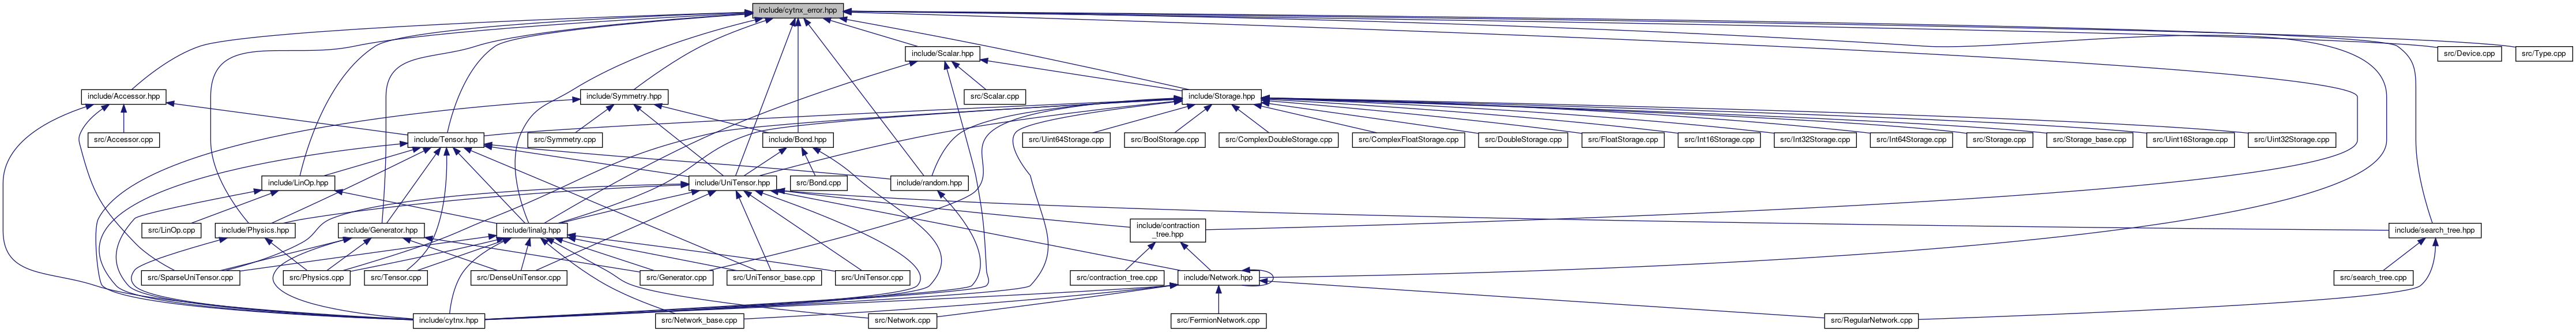 include/cytnx_error.hpp
include/Scalar.hpp
src/Device.cpp
src/Type.cpp
include/Accessor.hpp
include/Symmetry.hpp
src/Scalar.cpp
include/Storage.hpp
src/Accessor.cpp
include/Tensor.hpp
src/Symmetry.cpp
include/Bond.hpp
src/Uint64Storage.cpp
src/BoolStorage.cpp
src/ComplexDoubleStorage.cpp
src/ComplexFloatStorage.cpp
src/DoubleStorage.cpp
src/FloatStorage.cpp
src/Int16Storage.cpp
src/Int32Storage.cpp
src/Int64Storage.cpp
src/Storage.cpp
src/Storage_base.cpp
src/Uint16Storage.cpp
src/Uint32Storage.cpp
include/LinOp.hpp
include/UniTensor.hpp
src/Bond.cpp
include/random.hpp
src/LinOp.cpp
include/Physics.hpp
include/Generator.hpp
include/linalg.hpp
include/contraction
_tree.hpp
include/search_tree.hpp
src/SparseUniTensor.cpp
src/Physics.cpp
src/Tensor.cpp
src/DenseUniTensor.cpp
src/Generator.cpp
src/UniTensor_base.cpp
src/UniTensor.cpp
src/contraction_tree.cpp
include/Network.hpp
src/search_tree.cpp
include/cytnx.hpp
src/Network_base.cpp
src/Network.cpp
src/FermionNetwork.cpp
src/RegularNetwork.cpp